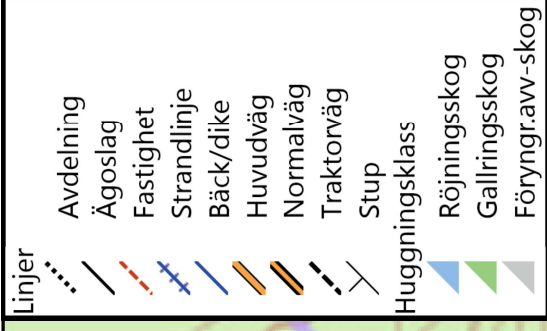 Linjer
Avdelning
Ägoslag
Fastighet
Strandlinje
Bäck/dike
Huvudväg
Normalväg
Traktorväg
Stup
Huggningsklass
Röjningsskog
Gallringsskog
Föryngr.avv-skog